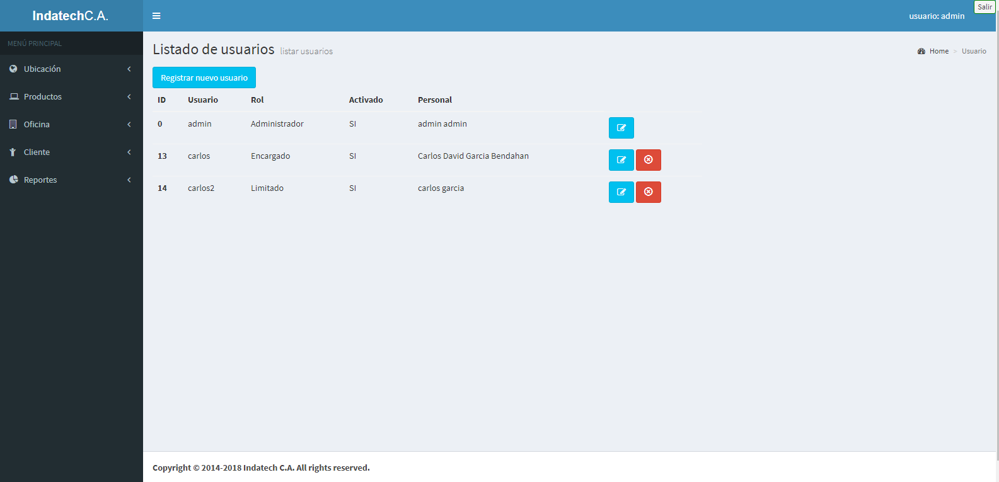 IndatechC.A.
usuario: admin
Salir
MENÚ PRINCIPAL
Ubicación
Productos
Oficina
Cliente
Reportes
Listado de usuarios listar usuarios
Home > Usuario
Registrar nuevo usuario
ID Usuario Rol Activado Personal
0 admin Administrador SI admin admin
13 carlos Encargado SI Carlos David Garcia Bendahan
14 carlos2 Limitado SI carlos garcia
Copyright © 2014-2018 Indatech C.A. All rights reserved.